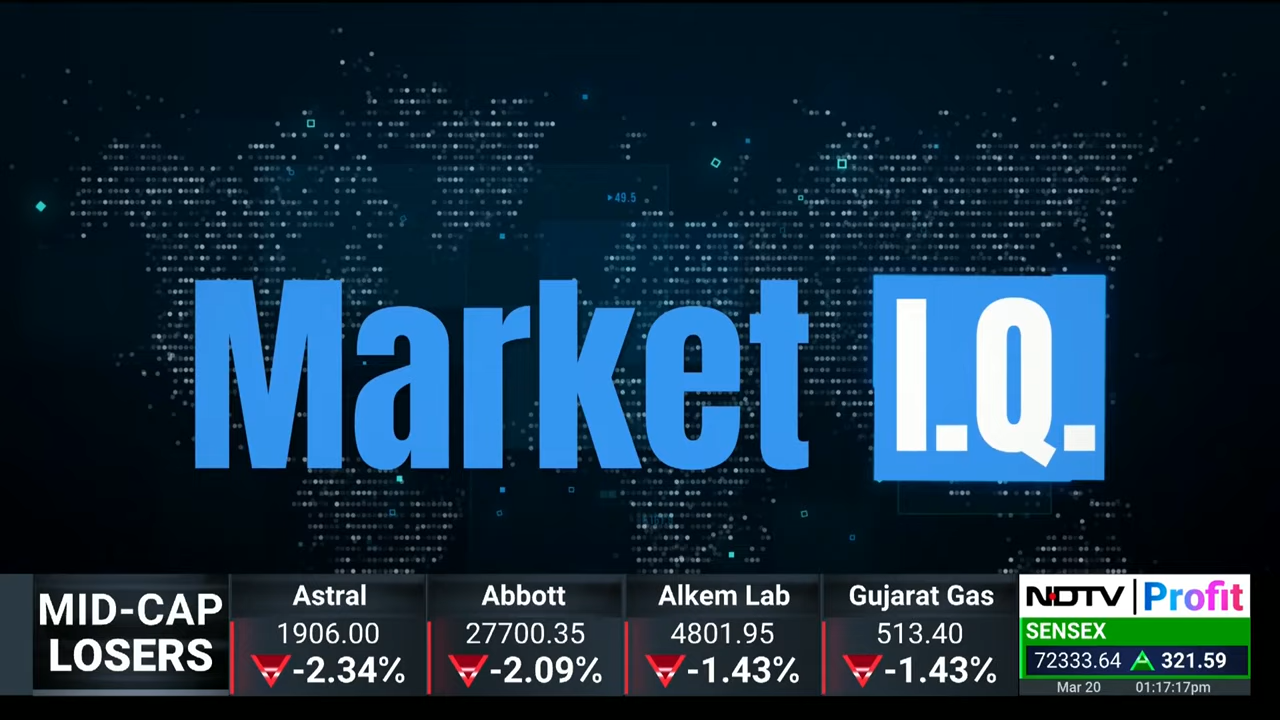 49.5
Market I.Q.
MID-CAP
LOSERS
Astral
1906.00
-2.34%
Abbott
27700.35
-2.09%
Alkem Lab
4801.95
-1.43%
Gujarat Gas
513.40
-1.43%
NDTV Profit
SENSEX
72333.64 321.59
Mar 20 01:17:17pm